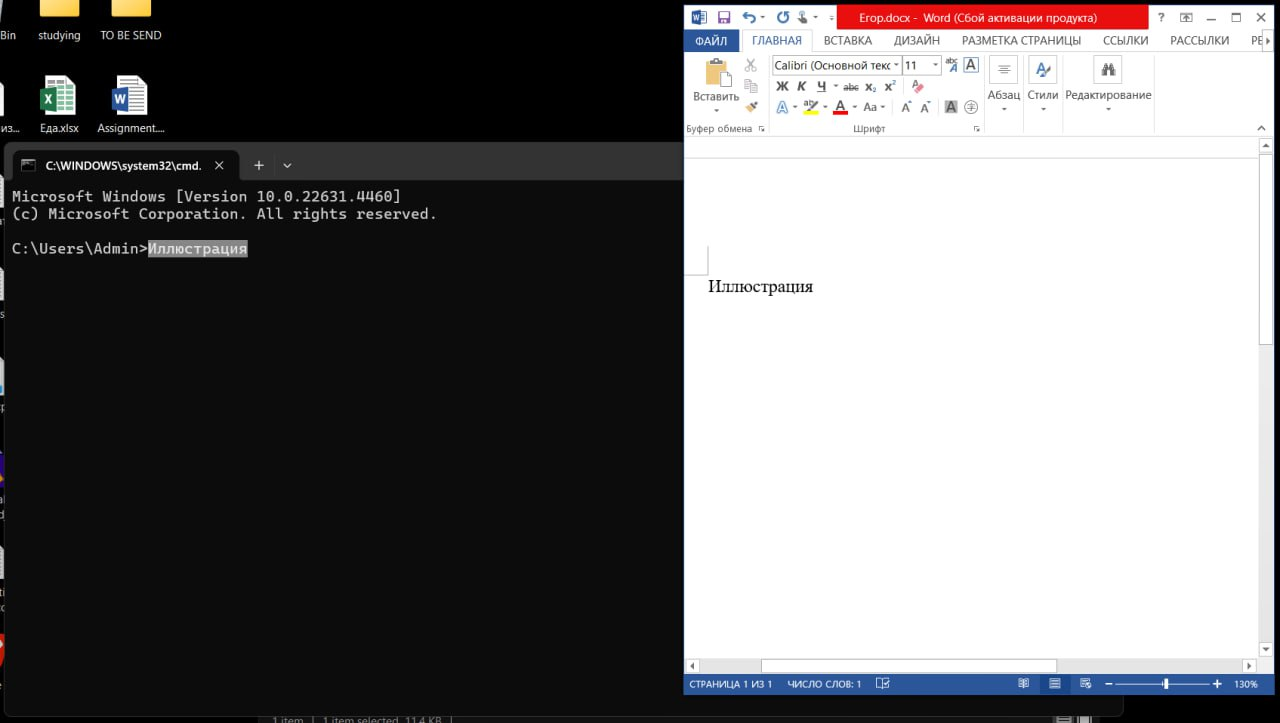 Bin
studying
TO BE SEND
из...
Еда.xlsx
Assignment....
C:\WINDOWS\system32\cmd.
Microsoft Windows [Version 10.0.22631.4460]
(c) Microsoft Corporation. All rights reserved.
C:\Users\Admin>Иллюстрация
Егор.docx - Word (Сбой активации продукта)
ФАЙЛ ГЛАВНАЯ ВСТАВКА ДИЗАЙН РАЗМЕТКА СТРАНИЦЫ ССЫЛКИ РАССЫЛКИ РЕ
Calibri (Основной текс 11
Вставить
Ж К Ч abc x₂ x²
Абзац Стили Редактирование
Aa
Буфер обмена Шрифт
Иллюстрация
СТРАНИЦА 1 ИЗ 1 ЧИСЛО СЛОВ: 1 130%
1 item 1 item selected 11.4 KB